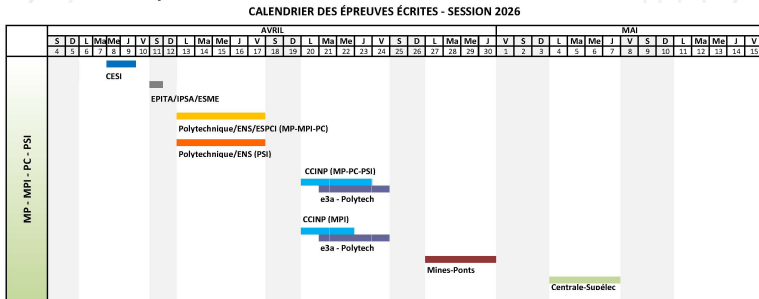 CALENDRIER DES ÉPREUVES ÉCRITES - SESSION 2026
AVRIL MAI
S D L Ma Me J V S D L Ma Me J V S D L Ma Me J V S D L Ma Me J V S D L Ma Me J V S D L Ma Me J V
4 5 6 7 8 9 10 11 12 13 14 15 16 17 18 19 20 21 22 23 24 25 26 27 28 29 30 1 2 3 4 5 6 7 8 9 10 11 12 13 14 15
MP - MPI - PC - PSI
CESI
EPITA/IPSA/ESME
Polytechnique/ENS/ESPCI (MP-MPI-PC)
Polytechnique/ENS (PSI)
CCINP (MP-PC-PSI)
e3a - Polytech
CCINP (MPI)
e3a - Polytech
Mines-Ponts
Centrale-Supélec